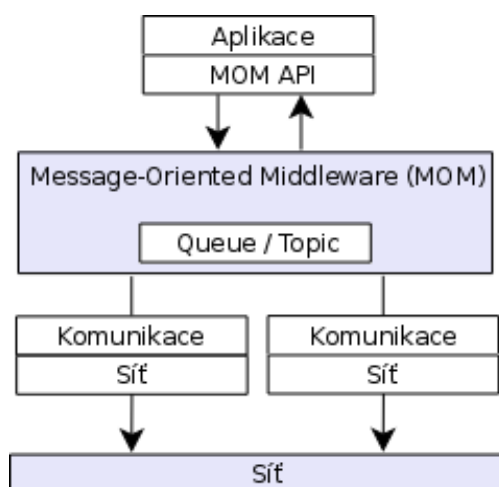 Aplikace
MOM API
Message-Oriented Middleware (MOM)
Queue / Topic
Komunikace
Síť
Komunikace
Síť
Síť